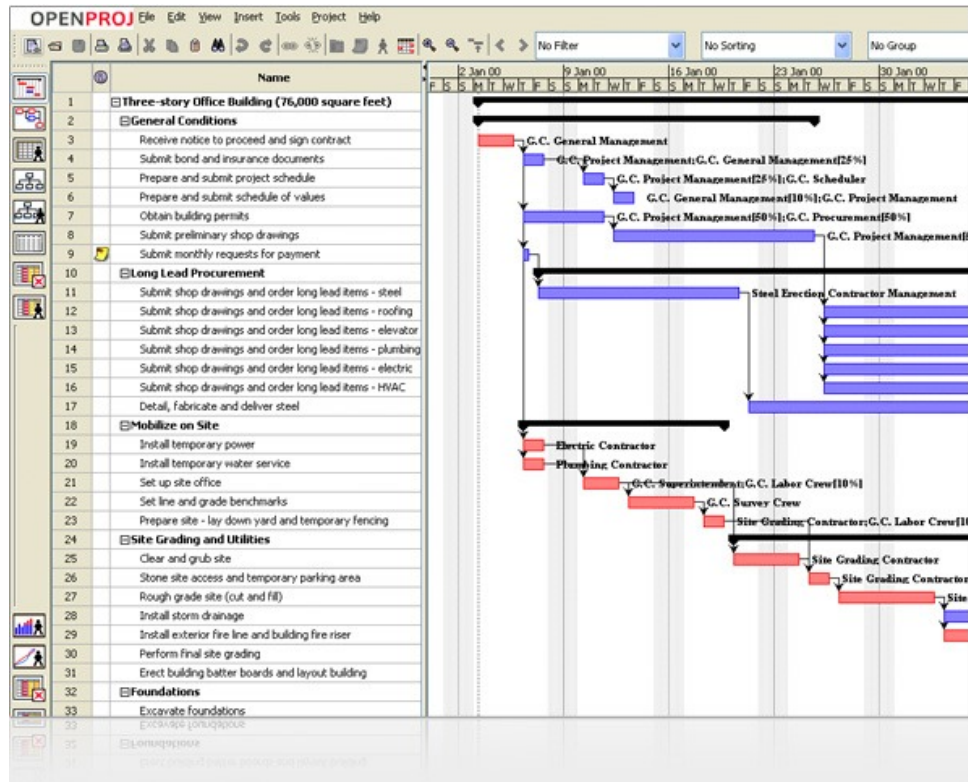 OPENPROJ File Edit View Insert Tools Project Help
No Filter No Sorting No Group
Name 2 Jan 00 9 Jan 00 16 Jan 00 23 Jan 00 30 Jan 00
F S S M T W T F S S M T W T F S S M T W T F S S M T W T F S S M T W T F
1 Three-story Office Building (76,000 square feet)
2 General Conditions
3 Receive notice to proceed and sign contract G.C. General Management
4 Submit bond and insurance documents G.C. Project Management;G.C. General Management[25%]
5 Prepare and submit project schedule G.C. Project Management[25%];G.C. Scheduler
6 Prepare and submit schedule of values G.C. General Management[10%];G.C. Project Management
7 Obtain building permits G.C. Project Management[50%];G.C. Procurement[50%]
8 Submit preliminary shop drawings G.C. Project Management[
9 Submit monthly requests for payment
10 Long Lead Procurement
11 Submit shop drawings and order long lead items - steel Steel Erection Contractor Management
12 Submit shop drawings and order long lead items - roofing
13 Submit shop drawings and order long lead items - elevator
14 Submit shop drawings and order long lead items - plumbing
15 Submit shop drawings and order long lead items - electric
16 Submit shop drawings and order long lead items - HVAC
17 Detail, fabricate and deliver steel
18 Mobilize on Site
19 Install temporary power Electric Contractor
20 Install temporary water service Plumbing Contractor
21 Set up site office G.C. Superintendent;G.C. Labor Crew[10%]
22 Set line and grade benchmarks G.C. Survey Crew
23 Prepare site - lay down yard and temporary fencing Site Grading Contractor;G.C. Labor Crew[10
24 Site Grading and Utilities
25 Clear and grub site Site Grading Contractor
26 Stone site access and temporary parking area Site Grading Contractor
27 Rough grade site (cut and fill) Site
28 Install storm drainage
29 Install exterior fire line and building fire riser
30 Perform final site grading
31 Erect building batter boards and layout building
32 Foundations
33 Excavate foundations